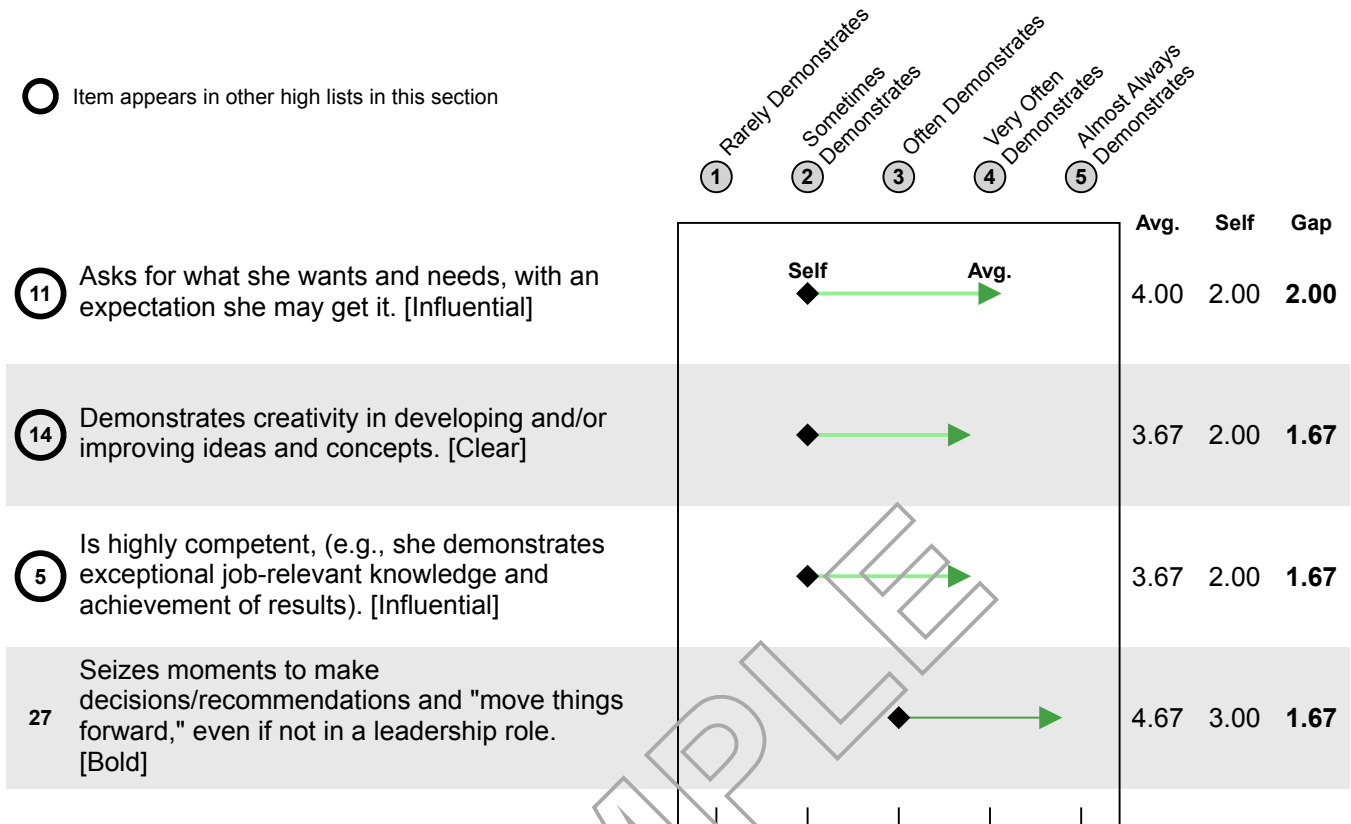 Item appears in other high lists in this section
Rarely Demonstrates
Sometimes
Demonstrates
Often Demonstrates
Very Often
Demonstrates
Almost Always
Demonstrates
1 2 3 4 5
Avg. Self Gap
11 Asks for what she wants and needs, with an
expectation she may get it. [Influential]
Self Avg.
4.00 2.00 2.00
14 Demonstrates creativity in developing and/or
improving ideas and concepts. [Clear]
3.67 2.00 1.67
5 Is highly competent, (e.g., she demonstrates
exceptional job-relevant knowledge and
achievement of results). [Influential]
3.67 2.00 1.67
27 Seizes moments to make
decisions/recommendations and "move things
forward," even if not in a leadership role.
[Bold]
4.67 3.00 1.67
MPLE